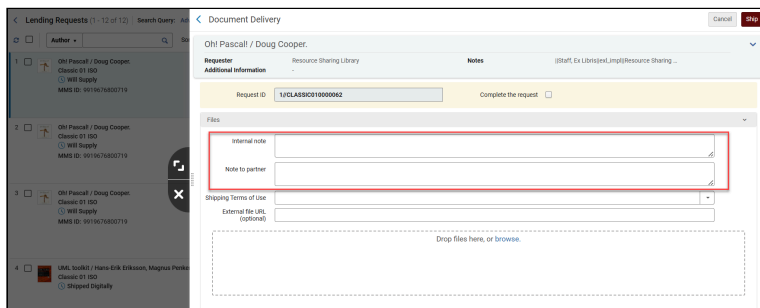 Lending Requests (1 - 12 of 12) Search Query:
Author
1 Oh! Pascal! / Doug Cooper.
Classic 01 ISO
Will Supply
MMS ID: 9919676800719
2 Oh! Pascal! / Doug Cooper.
Classic 01 ISO
Will Supply
MMS ID: 9919676800719
3 Oh! Pascal! / Doug Cooper.
Classic 01 ISO
Will Supply
MMS ID: 9919676800719
4 UML toolkit / Hans-Erik Eriksson, Magnus Penker
Classic 01 ISO
Shipped Digitally
Document Delivery
Cancel
Ship
Oh! Pascal! / Doug Cooper.
Requester Resource Sharing Library Notes ||Staff, Ex Libris|exl_impl|Resource Sharing ...
Additional Information -
Request ID 1//CLASSIC010000062 Complete the request
Files
Internal note
Note to partner
Shipping Terms of Use
External file URL
(optional)
Drop files here, or browse.